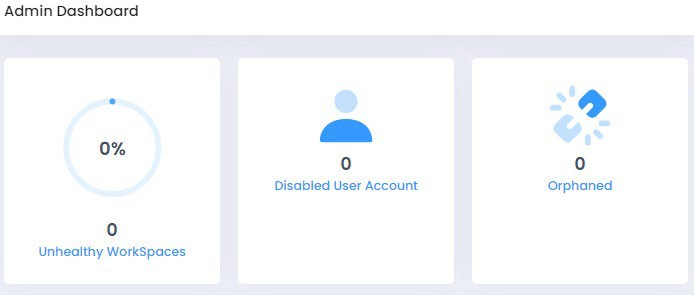 Admin Dashboard
0%
0
Unhealthy WorkSpaces
0
Disabled User Account
0
Orphaned